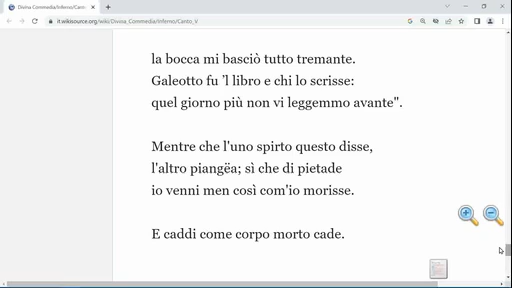 Divina Commedia/Inferno/Canto
it.wikisource.org/wiki/Divina_Commedia/Inferno/Canto_V
la bocca mi basciò tutto tremante.
Galeotto fu 'l libro e chi lo scrisse:
quel giorno più non vi leggemmo avante".
Mentre che l'uno spirto questo disse,
l'altro piangëa; sì che di pietade
io venni men così com'io morisse.
E caddi come corpo morto cade.